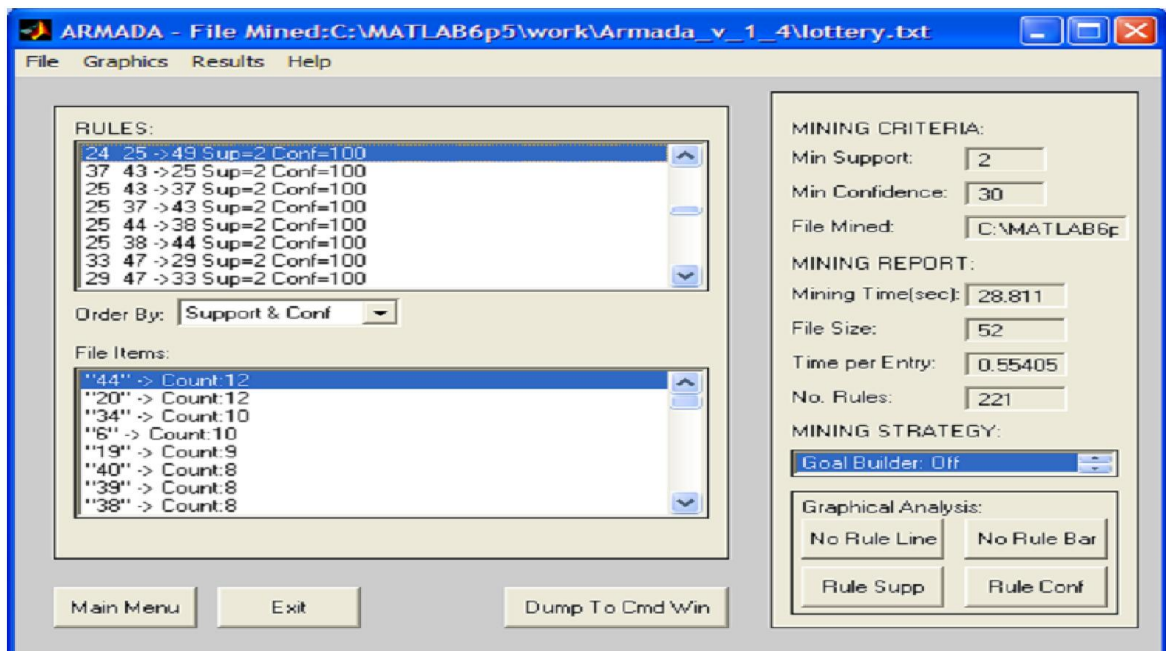 ARMADA - File Mined:C:\MATLAB6p5\work\Armada_v_1_4\lottery.txt
File Graphics Results Help
RULES:
24 25 ->49 Sup=2 Conf=100
37 43 ->25 Sup=2 Conf=100
25 43 ->37 Sup=2 Conf=100
25 37 ->43 Sup=2 Conf=100
25 44 ->38 Sup=2 Conf=100
25 38 ->44 Sup=2 Conf=100
33 47 ->29 Sup=2 Conf=100
29 47 ->33 Sup=2 Conf=100
Order By: Support & Conf
File Items:
"44" -> Count:12
"20" -> Count:12
"34" -> Count:10
"6" -> Count:10
"19" -> Count:9
"40" -> Count:8
"39" -> Count:8
"38" -> Count:8
Main Menu
Exit
Dump To Cmd Win
MINING CRITERIA:
Min Support: 2
Min Confidence: 30
File Mined: C:\MATLAB6p
MINING REPORT:
Mining Time(sec): 28.811
File Size: 52
Time per Entry: 0.55405
No. Rules: 221
MINING STRATEGY:
Goal Builder: Off
Graphical Analysis:
No Rule Line No Rule Bar
Rule Supp Rule Conf